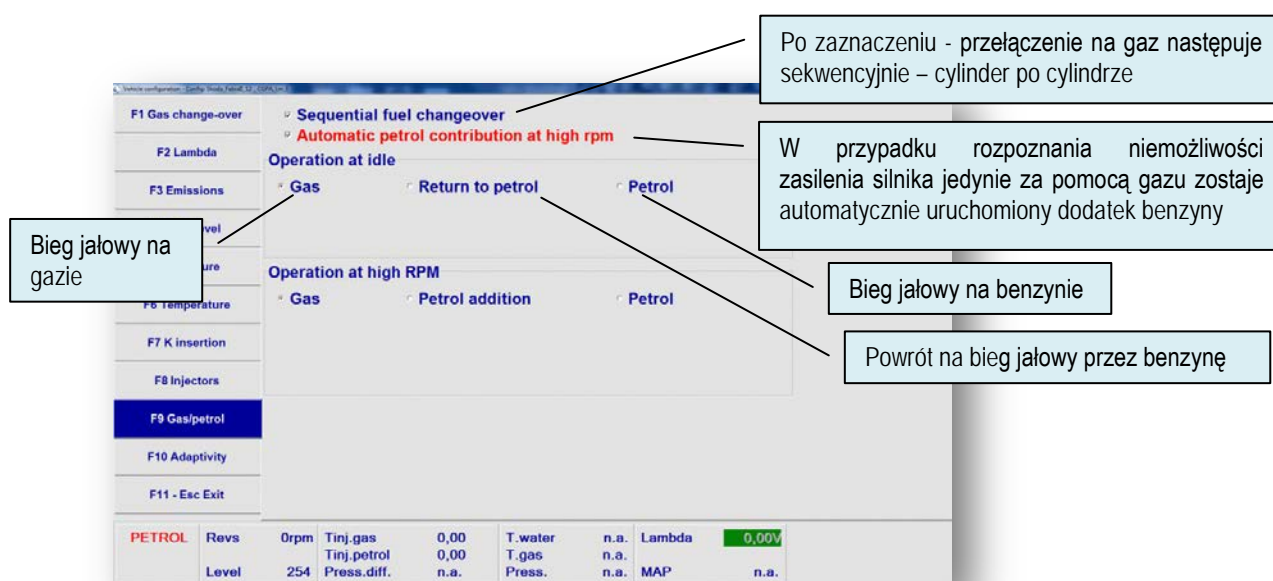 Po zaznaczeniu - przełączenie na gaz następuje
sekwencyjnie – cylinder po cylindrze
F1 Gas change-over
Sequential fuel changeover
Automatic petrol contribution at high rpm
W przypadku rozpoznania niemożliwości
zasilenia silnika jedynie za pomocą gazu zostaje
automatycznie uruchomiony dodatek benzyny
F2 Lambda
Operation at idle
F3 Emissions
Gas Return to petrol Petrol
vel
Bieg jałowy na
gazie
ure
Operation at high RPM
Bieg jałowy na benzynie
F6 Temperature
Gas Petrol addition Petrol
F7 K insertion
Powrót na bieg jałowy przez benzynę
F8 Injectors
F9 Gas/petrol
F10 Adaptivity
F11 - Esc Exit
PETROL Revs 0rpm Tinj.gas 0,00 T.water n.a. Lambda 0,00V
Tinj.petrol 0,00 T.gas n.a.
Level 254 Press.diff. n.a. Press. n.a. MAP n.a.